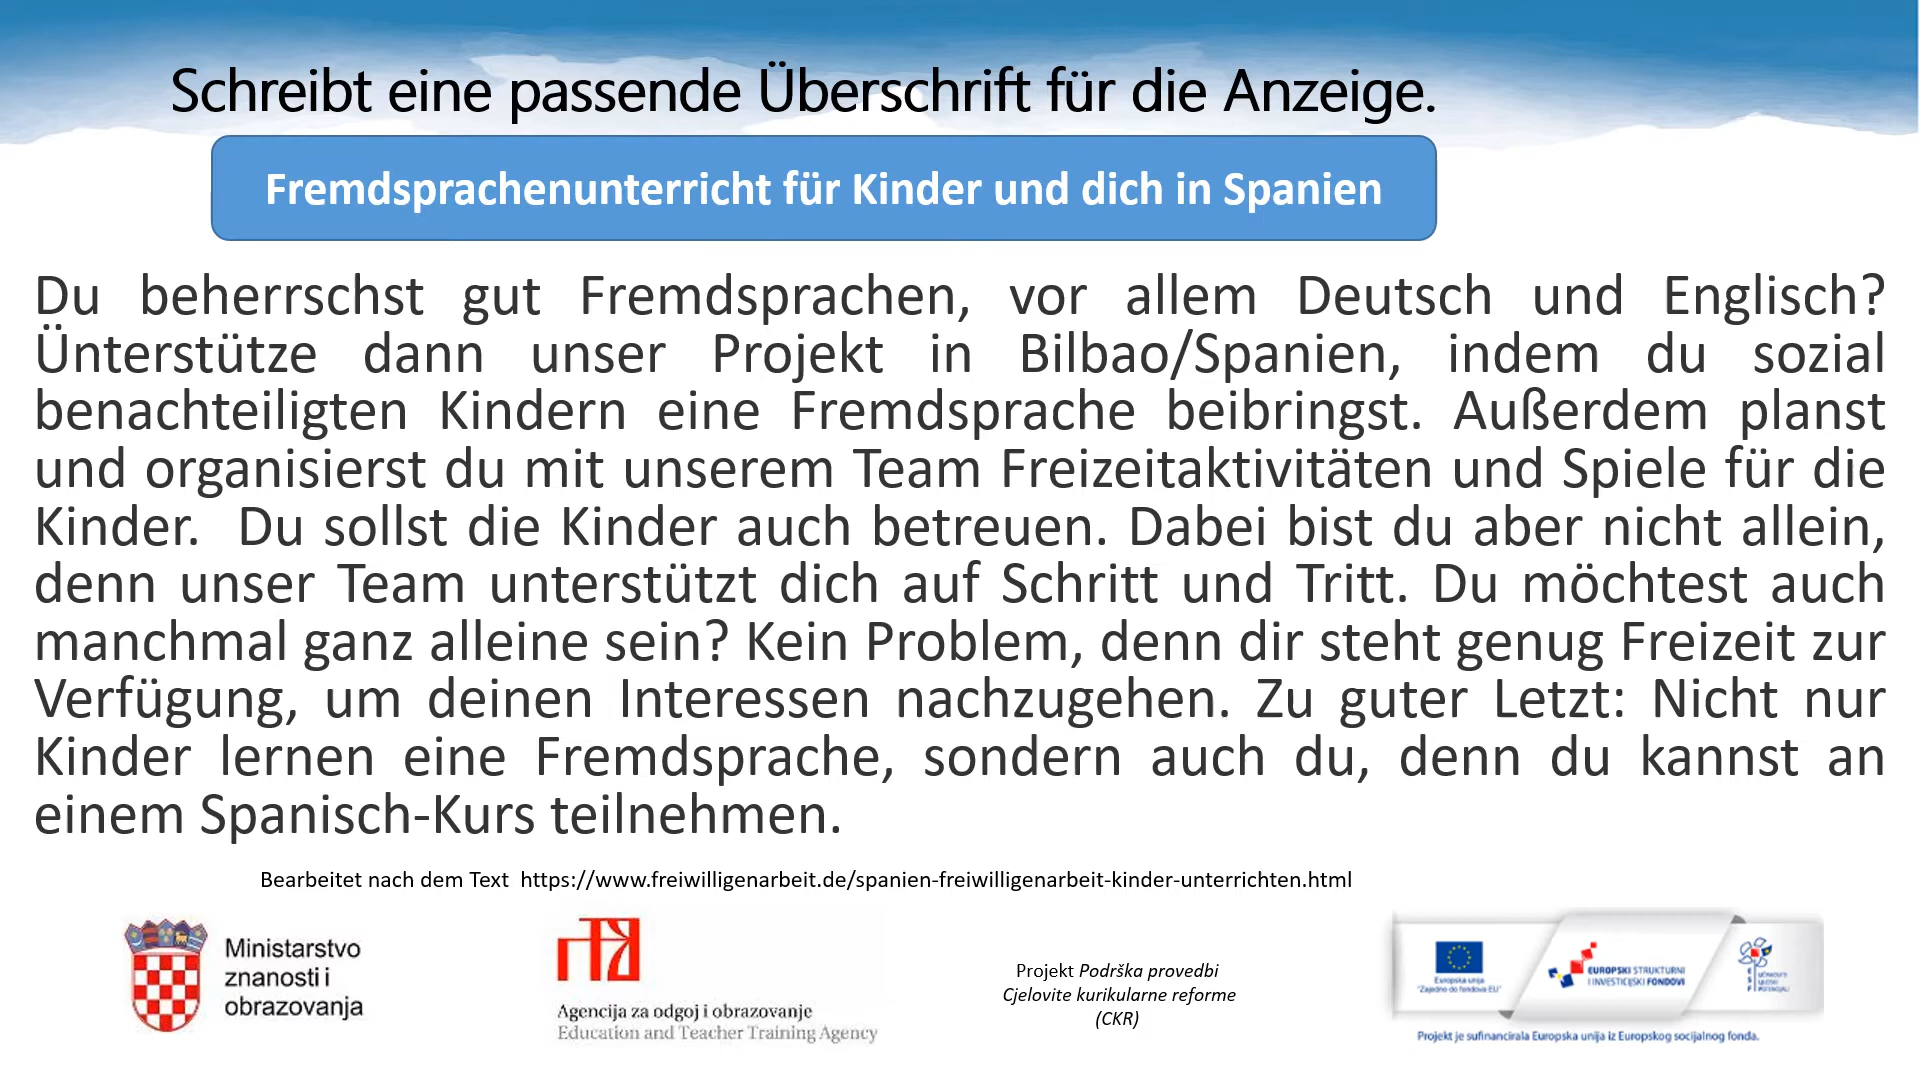 Schreibt eine passende Überschrift für die Anzeige.
Fremdsprachenunterricht für Kinder und dich in Spanien
Du beherrschst gut Fremdsprachen, vor allem Deutsch und Englisch?
Ünterstütze dann unser Projekt in Bilbao/Spanien, indem du sozial
benachteiligten Kindern eine Fremdsprache beibringst. Außerdem planst
und organisierst du mit unserem Team Freizeitaktivitäten und Spiele für die
Kinder. Du sollst die Kinder auch betreuen. Dabei bist du aber nicht allein,
denn unser Team unterstützt dich auf Schritt und Tritt. Du möchtest auch
manchmal ganz alleine sein? Kein Problem, denn dir steht genug Freizeit zur
Verfügung, um deinen Interessen nachzugehen. Zu guter Letzt: Nicht nur
Kinder lernen eine Fremdsprache, sondern auch du, denn du kannst an
einem Spanisch-Kurs teilnehmen.
Bearbeitet nach dem Text https://www.freiwilligenarbeit.de/spanien-freiwilligenarbeit-kinder-unterrichten.html
Ministarstvo
znanosti i
obrazovanja
Agencija za odgoj i obrazovanje
Education and Teacher Training Agency
Projekt Podrška provedbi
Cjelovite kurikularne reforme
(CKR)
Europska unija
"Zajedno do fondova EU"
EUROPSKI STRUKTURNI
I INVESTICIJSKI FONDOVI
Projekt je sufinancirala Europska unija iz Europskog socijalnog fonda.